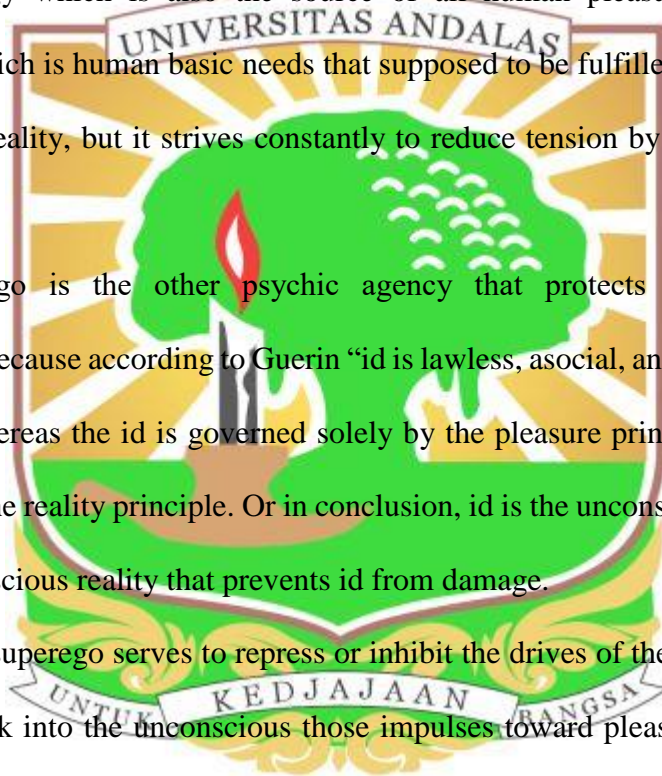 y which is also the source of all human pleas
UNIVERSITAS ANDALAS
ich is human basic needs that supposed to be fulfille
eality, but it strives constantly to reduce tension by
go is the other psychic agency that protects
ecause according to Guerin “id is lawless, asocial, an
ereas the id is governed solely by the pleasure prin
he reality principle. Or in conclusion, id is the uncons
scious reality that prevents id from damage.
superego serves to repress or inhibit the drives of the
UNTUK KEDJAJAAN BANGSA
k into the unconscious those impulses toward pleas